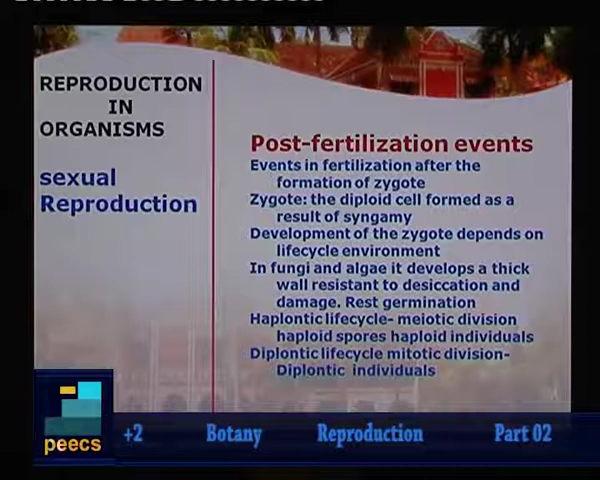 REPRODUCTION
IN
ORGANISMS
sexual
Reproduction
Post-fertilization events
Events in fertilization after the
formation of zygote
Zygote: the diploid cell formed as a
result of syngamy
Development of the zygote depends on
lifecycle environment
In fungi and algae it develops a thick
wall resistant to desiccation and
damage. Rest germination
Haplontic lifecycle- meiotic division
haploid spores haploid individuals
Diplontic lifecycle mitotic division-
Diplontic individuals
peecs
+2 Botany Reproduction Part 02